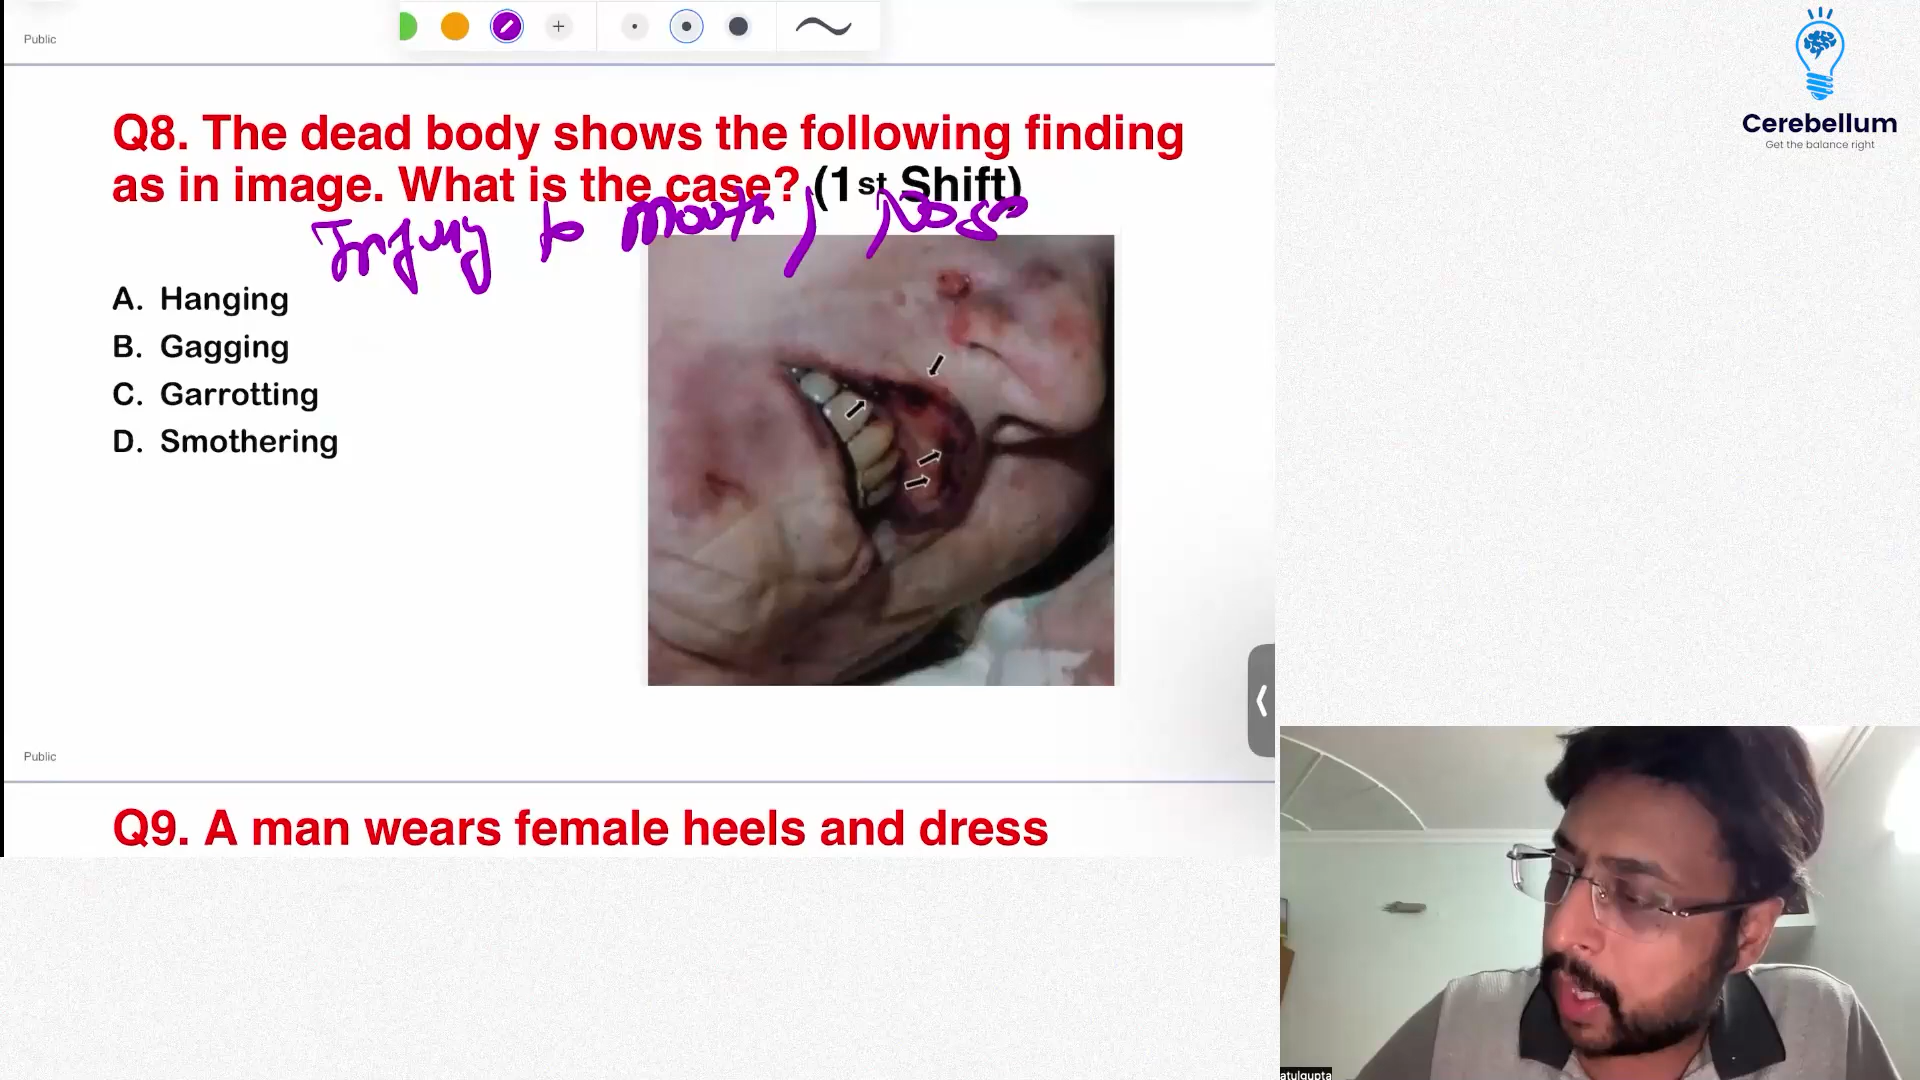 Public
Cerebellum
Get the balance right
Q8. The dead body shows the following finding
as in image. What is the case? (1st Shift)
Injury to mouth, Nose
A. Hanging
B. Gagging
C. Garrotting
D. Smothering
Public
Q9. A man wears female heels and dress
atulgupta